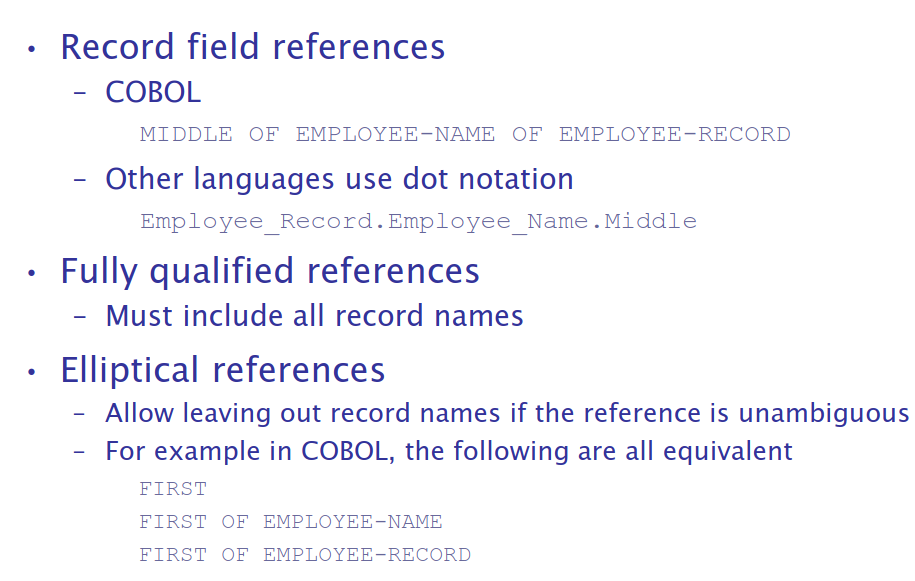 • Record field references
– COBOL
MIDDLE OF EMPLOYEE-NAME OF EMPLOYEE-RECORD
– Other languages use dot notation
Employee_Record.Employee_Name.Middle
• Fully qualified references
– Must include all record names
• Elliptical references
– Allow leaving out record names if the reference is unambiguous
– For example in COBOL, the following are all equivalent
FIRST
FIRST OF EMPLOYEE-NAME
FIRST OF EMPLOYEE-RECORD